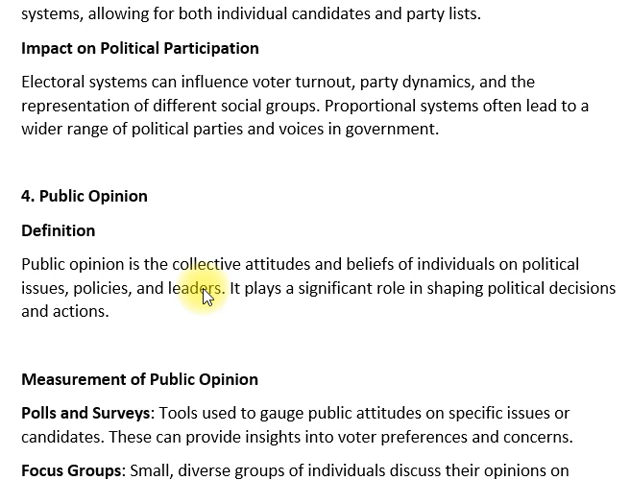 systems, allowing for both individual candidates and party lists.
Impact on Political Participation
Electoral systems can influence voter turnout, party dynamics, and the
representation of different social groups. Proportional systems often lead to a
wider range of political parties and voices in government.
4. Public Opinion
Definition
Public opinion is the collective attitudes and beliefs of individuals on political
issues, policies, and leaders. It plays a significant role in shaping political decisions
and actions.
Measurement of Public Opinion
Polls and Surveys: Tools used to gauge public attitudes on specific issues or
candidates. These can provide insights into voter preferences and concerns.
Focus Groups: Small, diverse groups of individuals discuss their opinions on